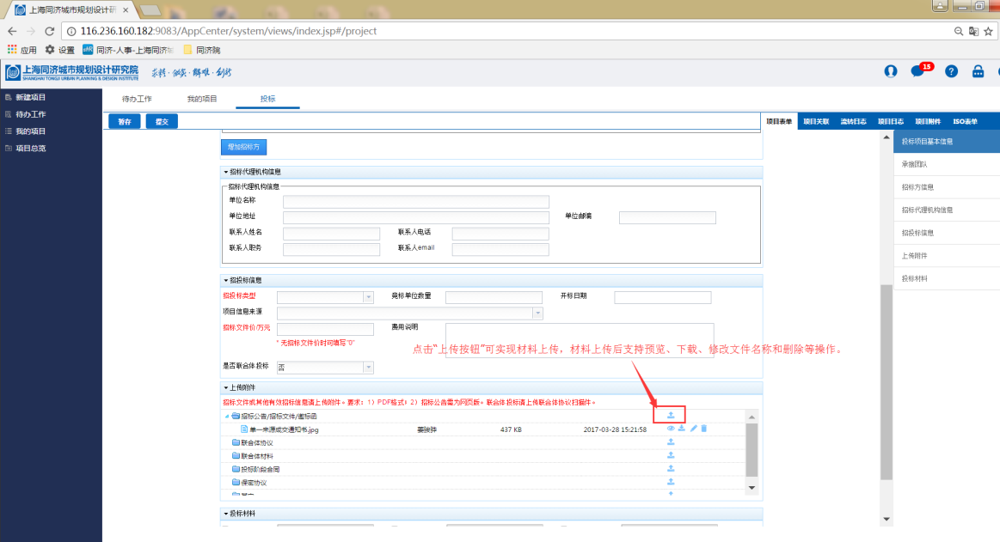 上海同济城市规划设计研
116.236.160.182:9083/AppCenter/system/views/index.jsp#/project
应用 设置 同济-人事-上海同济城 同济院
上海同济城市规划设计研究院
SHANGHAI TONGJI URBAN PLANNING & DESIGN INSTITUTE
15
新建项目
待办工作
我的项目
项目总览
待办工作 我的项目 投标
暂存 提交
项目表单 项目关联 流转日志 项目日志 项目附件 ISO表单
增加招标方
招标代理机构信息
招标代理机构信息
单位名称
单位地址 单位邮编
联系人姓名 联系人电话
联系人职务 联系人email
招投标信息
招投标类型 竞标单位数量 开标日期
项目信息来源
招标文件价/万元 费用说明
* 无招标文件价时可填写"0"
点击“上传按钮”可实现材料上传，材料上传后支持预览、下载、修改文件名称和删除等操作。
是否联合体投标 否
上传附件
招标文件或其他有效招标信息请上传附件。要求：1）PDF格式；2）招标公告需为网页版。联合体投标请上传联合体协议扫描件。
招标公告/招标文件/邀标函
单一来源成交通知书.jpg 姜骏骅 437 KB 2017-03-28 15:21:58
联合体协议
联合体材料
投标阶段合同
保密协议
投标材料
投标项目基本信息
承接团队
招标方信息
招标代理机构信息
招投标信息
上传附件
投标材料